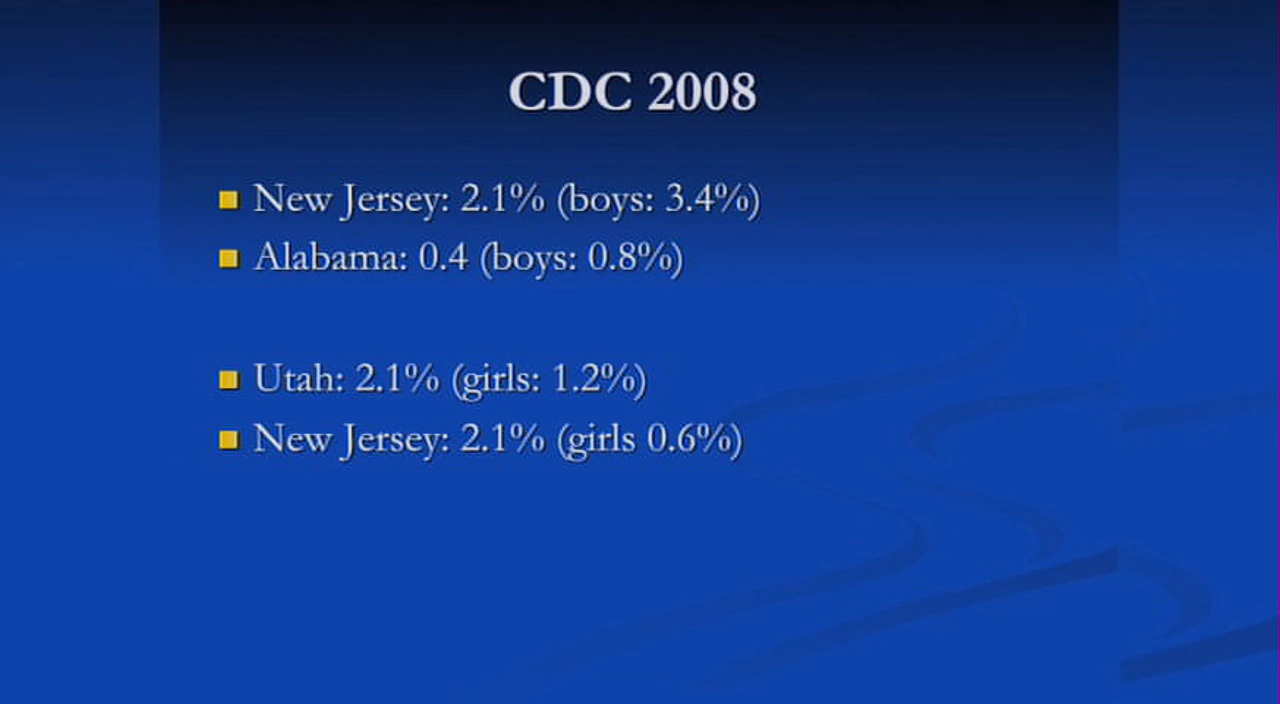 CDC 2008
New Jersey: 2.1% (boys: 3.4%)
Alabama: 0.4 (boys: 0.8%)
Utah: 2.1% (girls: 1.2%)
New Jersey: 2.1% (girls 0.6%)